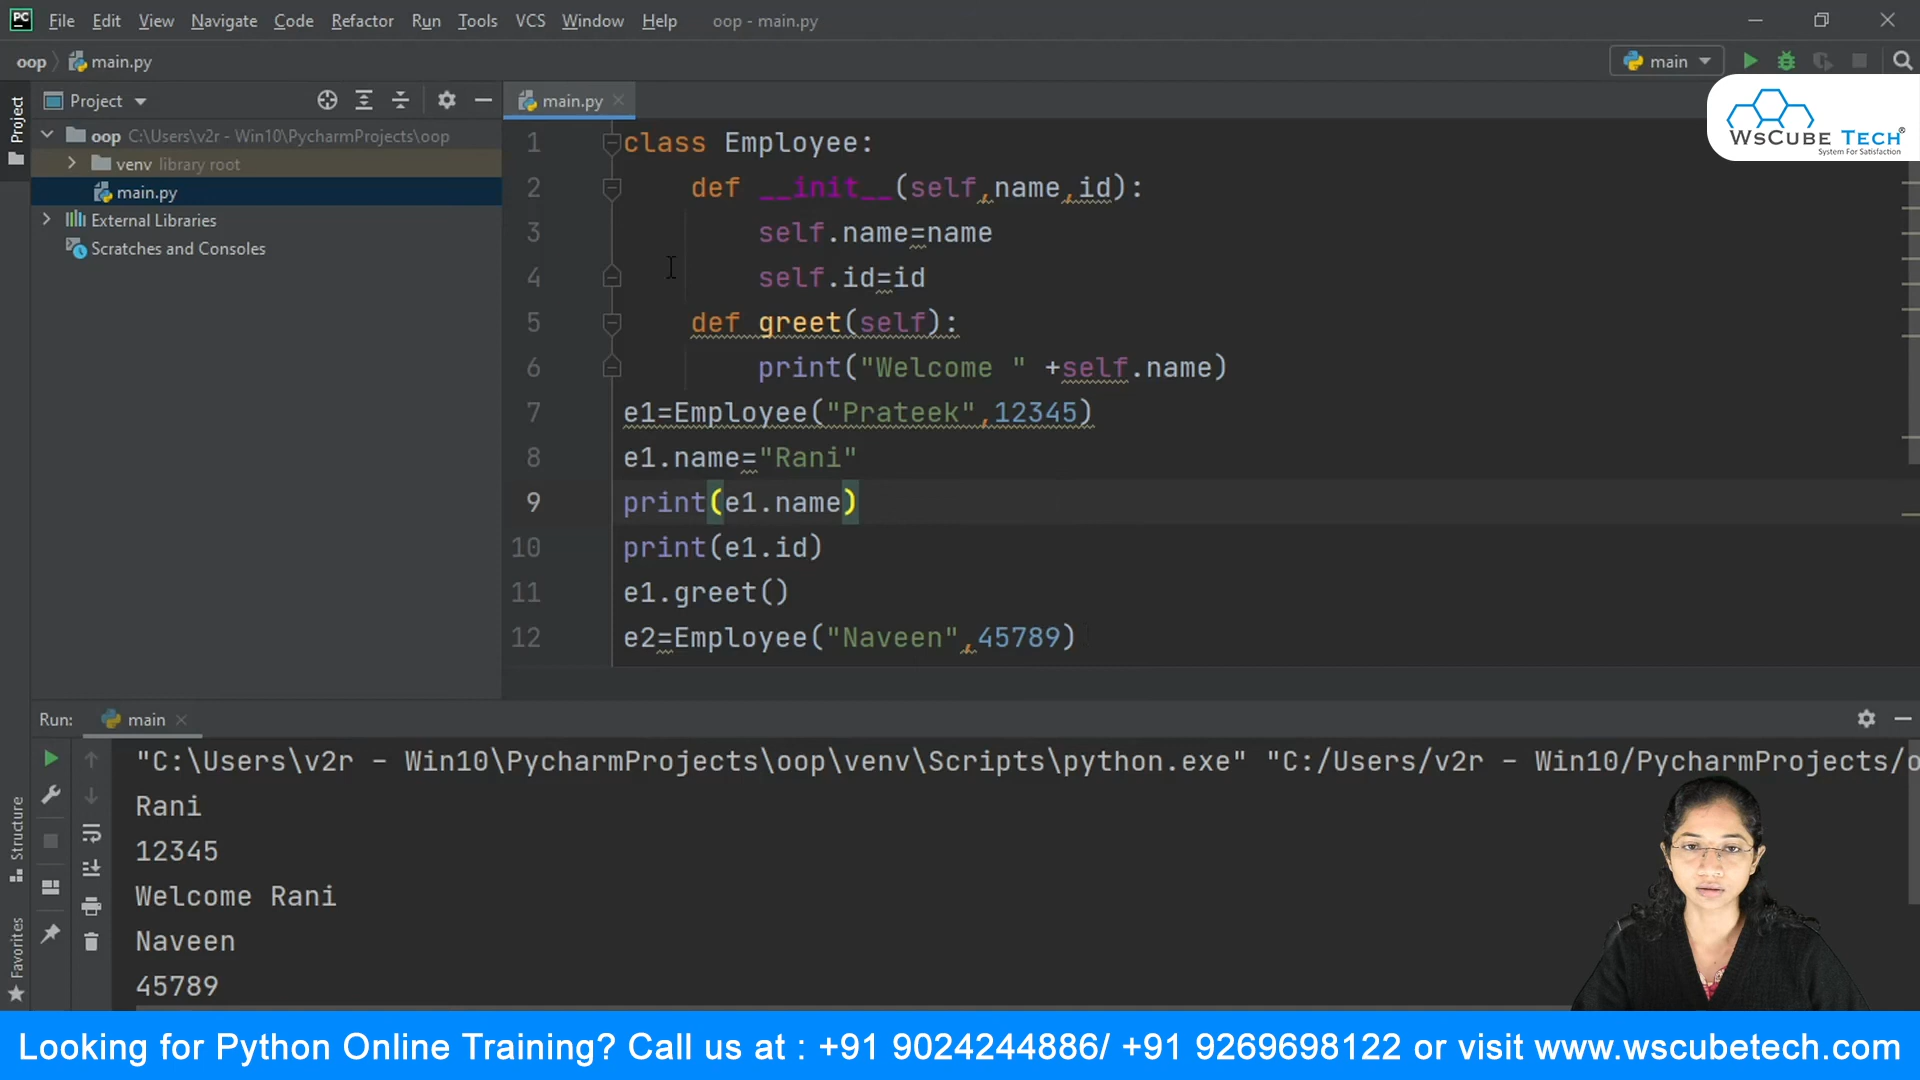 PC File Edit View Navigate Code Refactor Run Tools VCS Window Help oop - main.py
oop main.py
main
Project
main.py
WsCube Tech®
System For Satisfaction
Project
oop C:\Users\v2r - Win10\PycharmProjects\oop
venv library root
main.py
External Libraries
Scratches and Consoles
1 class Employee:
2 def __init__(self,name,id):
3 self.name=name
4 self.id=id
5 def greet(self):
6 print("Welcome " +self.name)
7 e1=Employee("Prateek",12345)
8 e1.name="Rani"
9 print(e1.name)
10 print(e1.id)
11 e1.greet()
12 e2=Employee("Naveen",45789)
Run: main
"C:\Users\v2r - Win10\PycharmProjects\oop\venv\Scripts\python.exe" "C:/Users/v2r - Win10/PycharmProjects/o
Rani
12345
Welcome Rani
Naveen
45789
Structure
Favorites
Looking for Python Online Training? Call us at : +91 9024244886/ +91 9269698122 or visit www.wscubetech.com